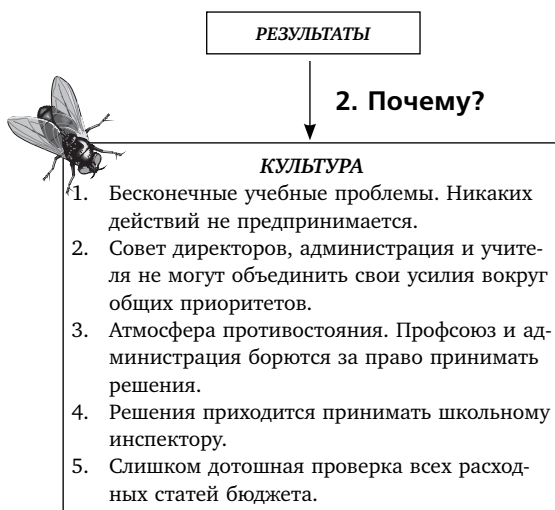 РЕЗУЛЬТАТЫ
2. Почему?
КУЛЬТУРА
1. Бесконечные учебные проблемы. Никаких
действий не предпринимается.
2. Совет директоров, администрация и учите-
ля не могут объединить свои усилия вокруг
общих приоритетов.
3. Атмосфера противостояния. Профсоюз и ад-
министрация борются за право принимать
решения.
4. Решения приходится принимать школьному
инспектору.
5. Слишком дотошная проверка всех расход-
ных статей бюджета.